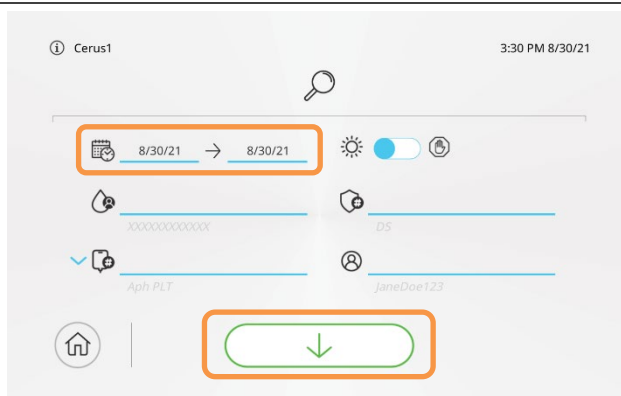 Cerus1
3:30 PM 8/30/21
8/30/21 → 8/30/21
XXXXXXXXXXXX
DS
Aph PLT
JaneDoe123